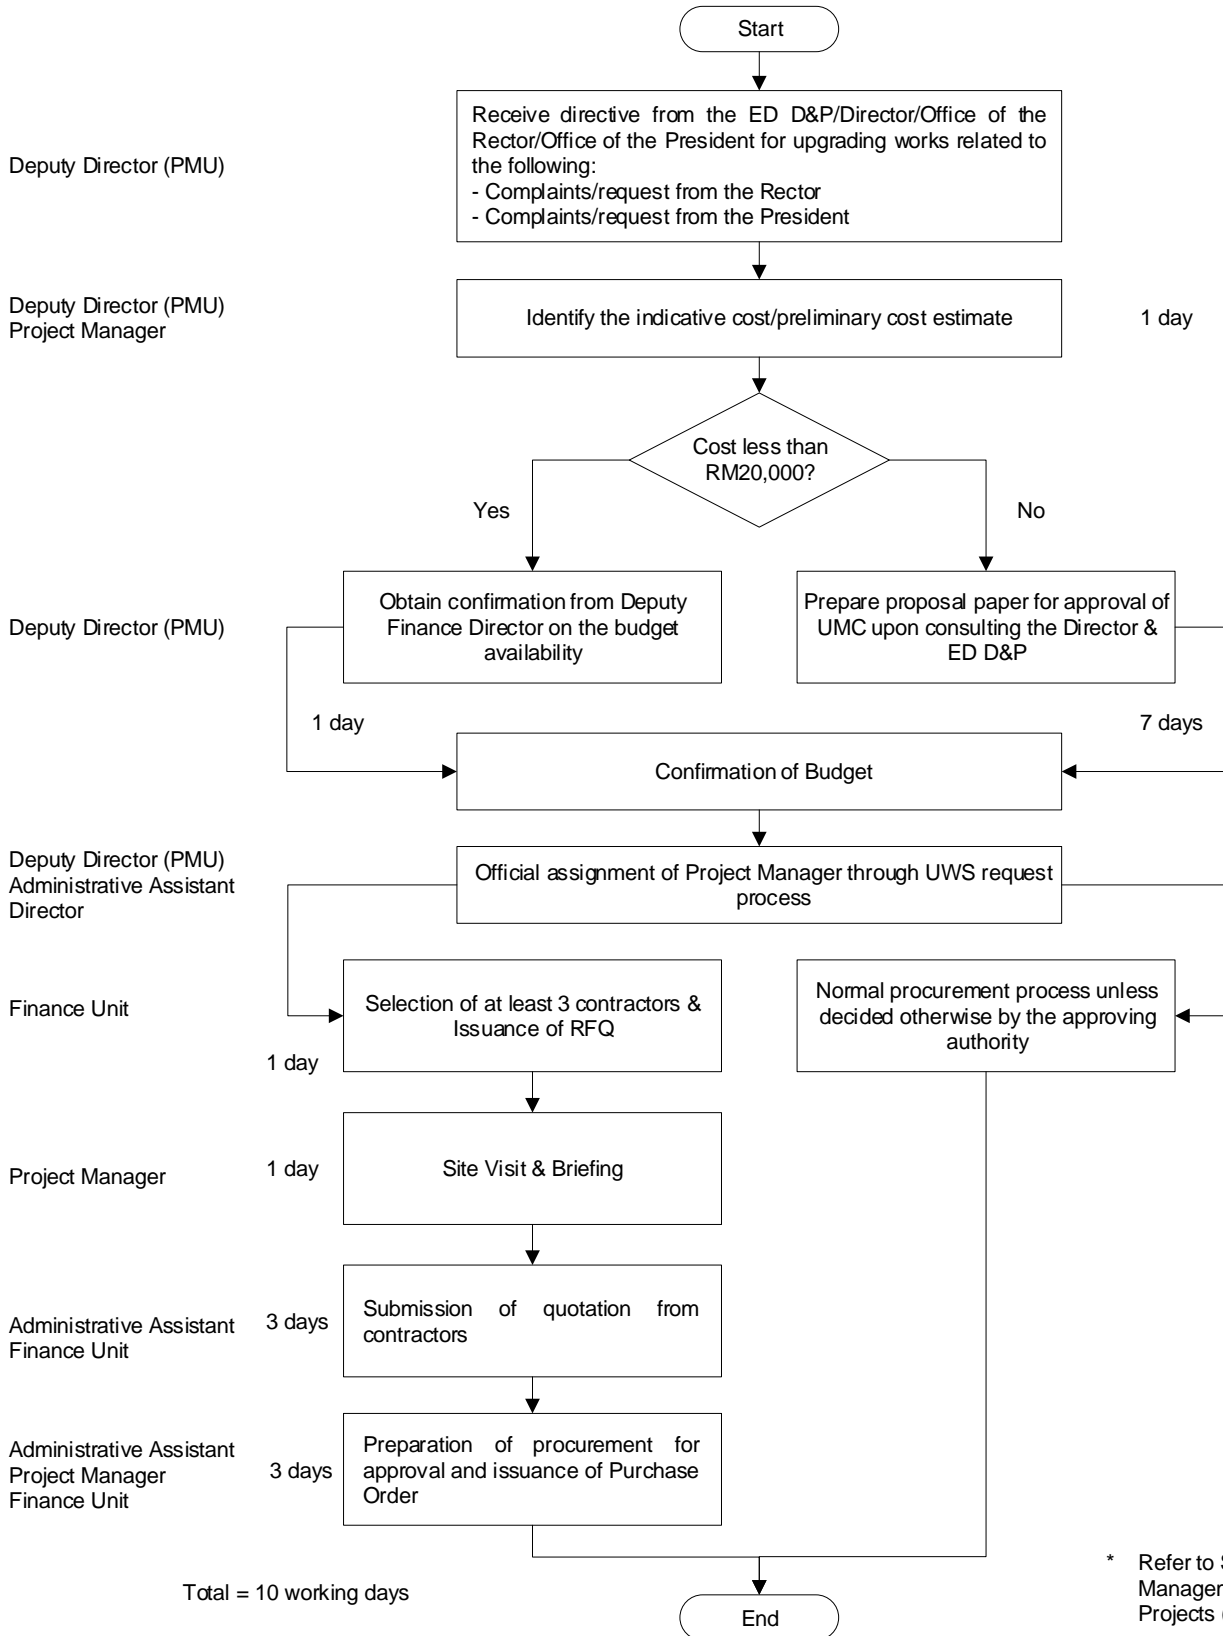 Start
Deputy Director (PMU)
Receive directive from the ED D&P/Director/Office of the
Rector/Office of the President for upgrading works related to
the following:
- Complaints/request from the Rector
- Complaints/request from the President
Deputy Director (PMU)
Project Manager
Identify the indicative cost/preliminary cost estimate
1 day
Cost less than
RM20,000?
Yes
No
Deputy Director (PMU)
Obtain confirmation from Deputy
Finance Director on the budget
availability
Prepare proposal paper for approval of
UMC upon consulting the Director &
ED D&P
1 day
7 days
Confirmation of Budget
Deputy Director (PMU)
Administrative Assistant
Director
Official assignment of Project Manager through UWS request
process
Finance Unit
Selection of at least 3 contractors &
Issuance of RFQ
Normal procurement process unless
decided otherwise by the approving
authority
1 day
Project Manager
1 day
Site Visit & Briefing
Administrative Assistant
Finance Unit
3 days
Submission of quotation from
contractors
Administrative Assistant
Project Manager
Finance Unit
3 days
Preparation of procurement for
approval and issuance of Purchase
Order
Total = 10 working days
End
* Refer to
Manager
Projects